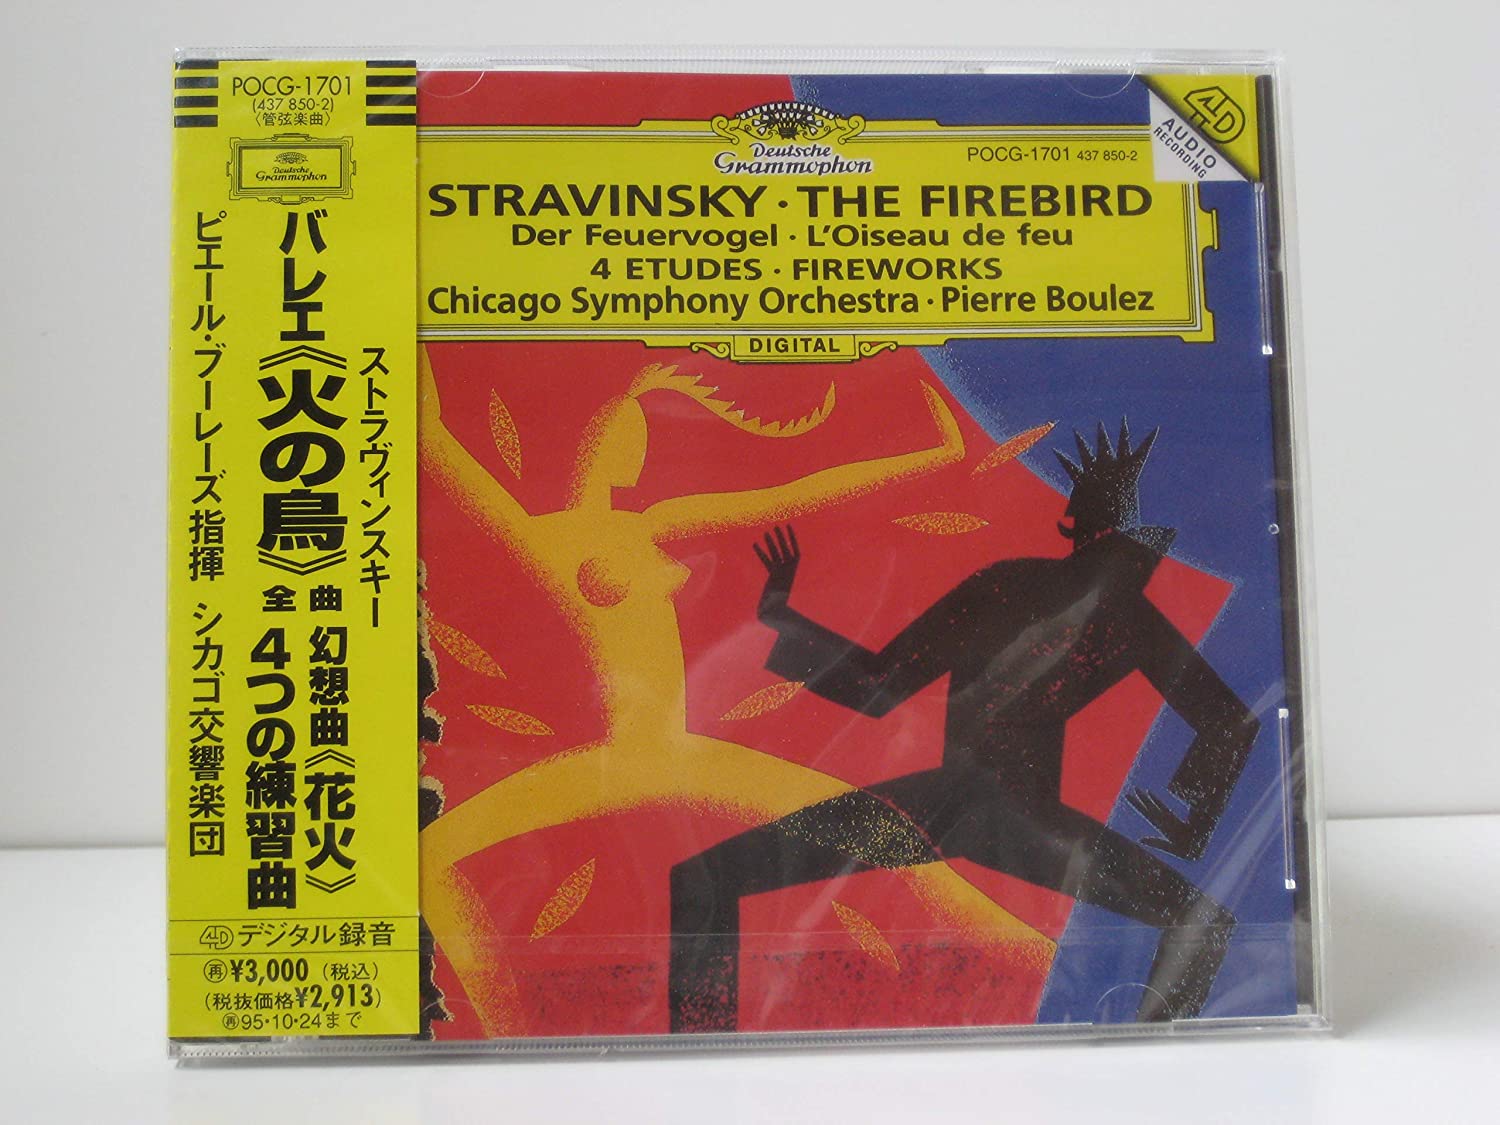 POCG-1701
(437 850-2)
〈管弦楽曲〉
Deutsche
Grammophon
ストラヴィンスキー
バレエ《火の鳥》全曲
幻想曲《花火》
4つの練習曲
ピエール・ブーレーズ指揮 シカゴ交響楽団
4D デジタル録音
再¥3,000(税込)
(税抜価格¥2,913)
再95・10・24まで
Deutsche
Grammophon
POCG-1701 437 850-2
4D
AUDIO
RECORDING
STRAVINSKY · THE FIREBIRD
Der Feuervogel · L'Oiseau de feu
4 ETUDES · FIREWORKS
Chicago Symphony Orchestra · Pierre Boulez
DIGITAL